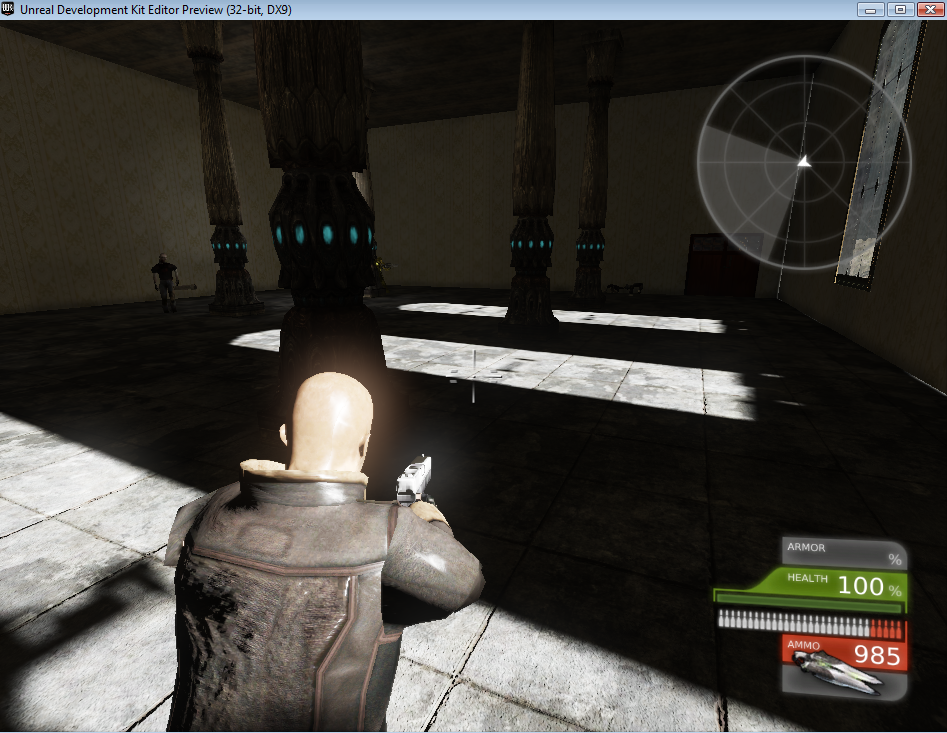 Unreal Development Kit Editor Preview (32-bit, DX9)
ARMOR
%
HEALTH 100 %
AMMO 985